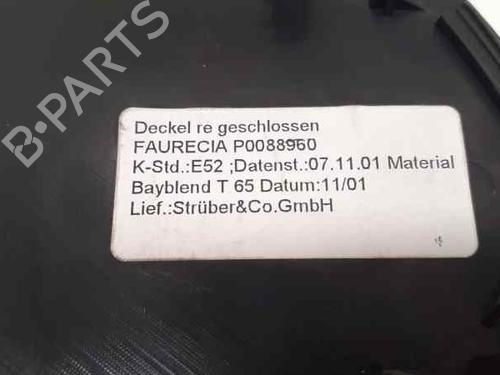 B-PARTS
Deckel re geschlossen
FAURECIA P0088960
K-Std.:E52 ;Datenst.:07.11.01 Material
Bayblend T 65 Datum:11/01
Lief.:Strüber&Co.GmbH